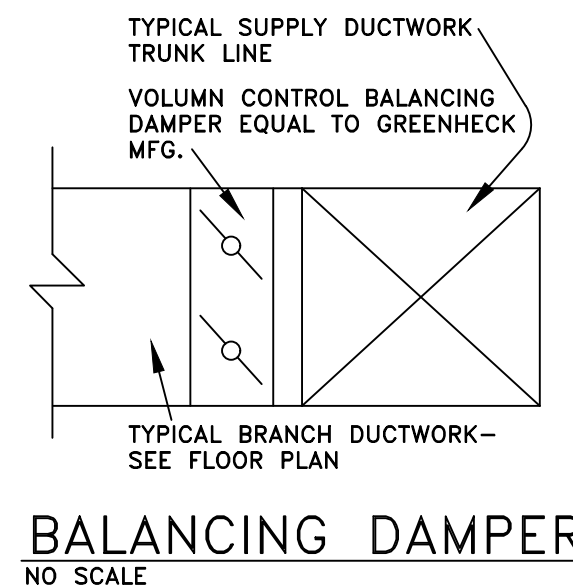 TYPICAL SUPPLY DUCTWORK
TRUNK LINE
VOLUMN CONTROL BALANCING
DAMPER EQUAL TO GREENHECK
MFG.
TYPICAL BRANCH DUCTWORK-
SEE FLOOR PLAN
BALANCING DAMPER
NO SCALE